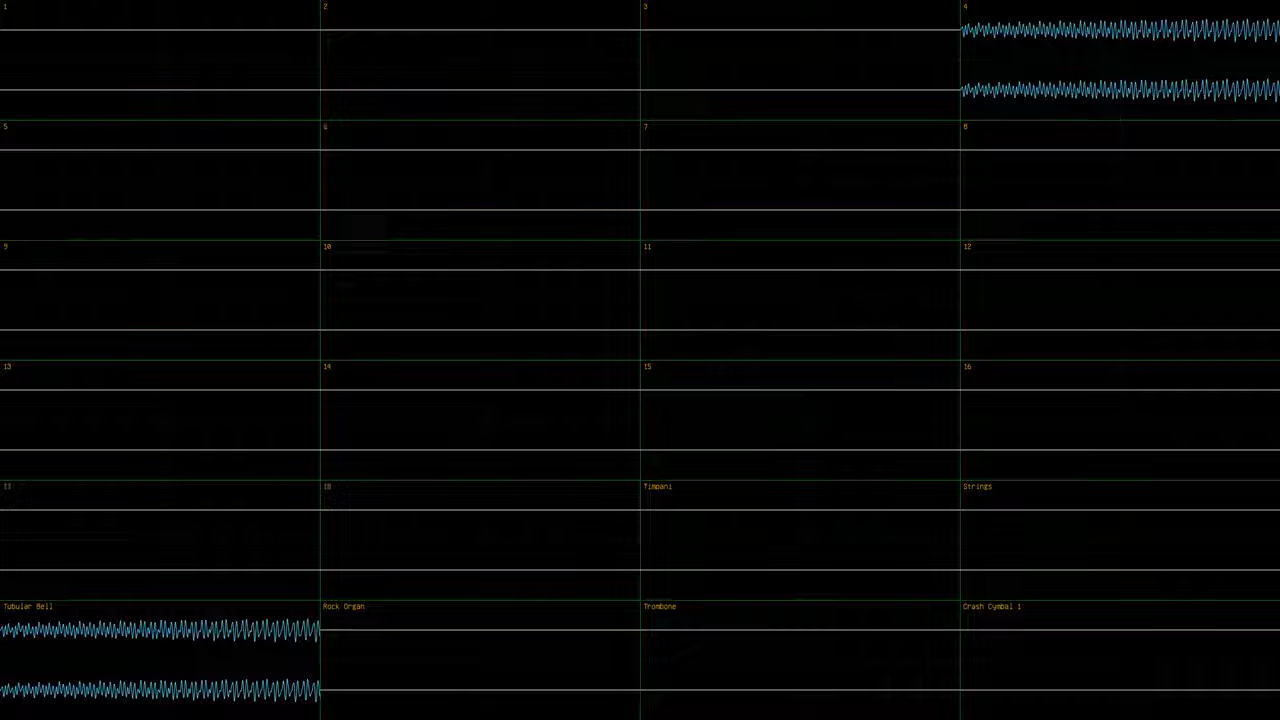 1 2 3 4
5 6 7 8
9 10 11 12
13 14 15 16
Timpani Strings
Tubular Bell Rock Organ Trombone Crash Cymbal 1